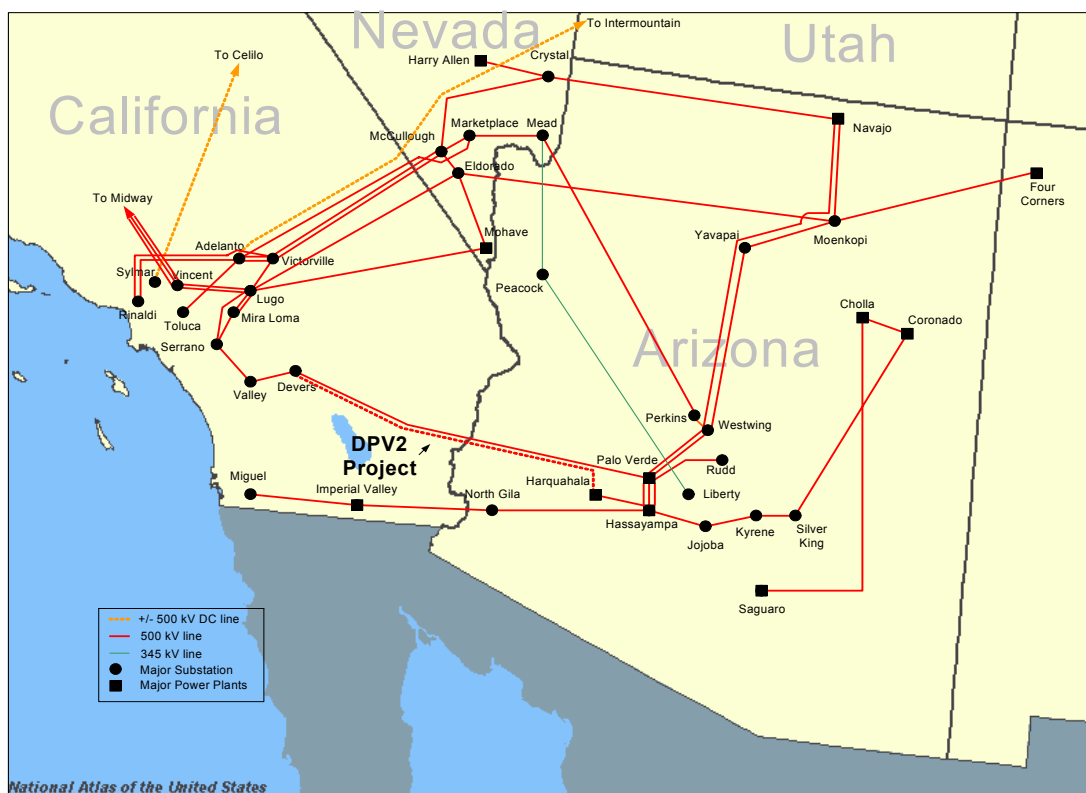 To Intermountain
Nevada
Utah
To Celilo
Crystal
Harry Allen
California
Marketplace
Mead
Navajo
McCullough
Eldorado
Four
Corners
To Midway
Mohave
Yavapai
Moenkopi
Adelanto
Victorville
Sylmar
Vincent
Peacock
Lugo
Cholla
Rinaldi
Toluca
Mira Loma
Coronado
Serrano
Arizona
Valley
Devers
Perkins
Westwing
DPV2
Project
Palo Verde
Rudd
Miguel
Imperial Valley
Harquahala
North Gila
Liberty
Hassayampa
Jojoba
Kyrene
Silver
King
Saguaro
+/- 500 kV DC line
500 kV line
345 kV line
Major Substation
Major Power Plants
National Atlas of the United States